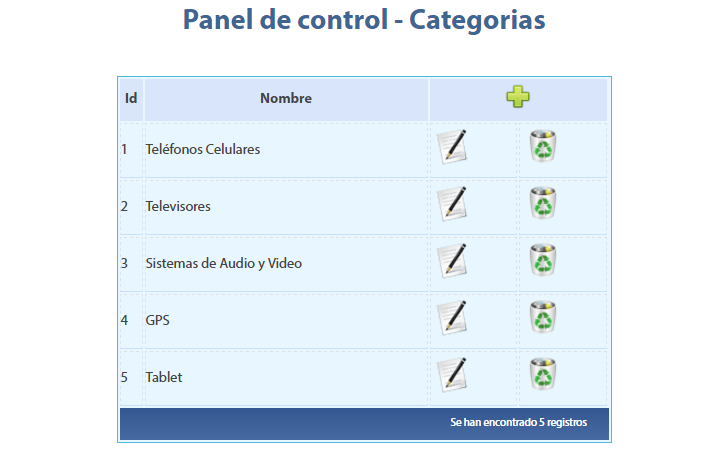 Panel de control - Categorias
Id Nombre
1 Teléfonos Celulares
2 Televisores
3 Sistemas de Audio y Video
4 GPS
5 Tablet
Se han encontrado 5 registros